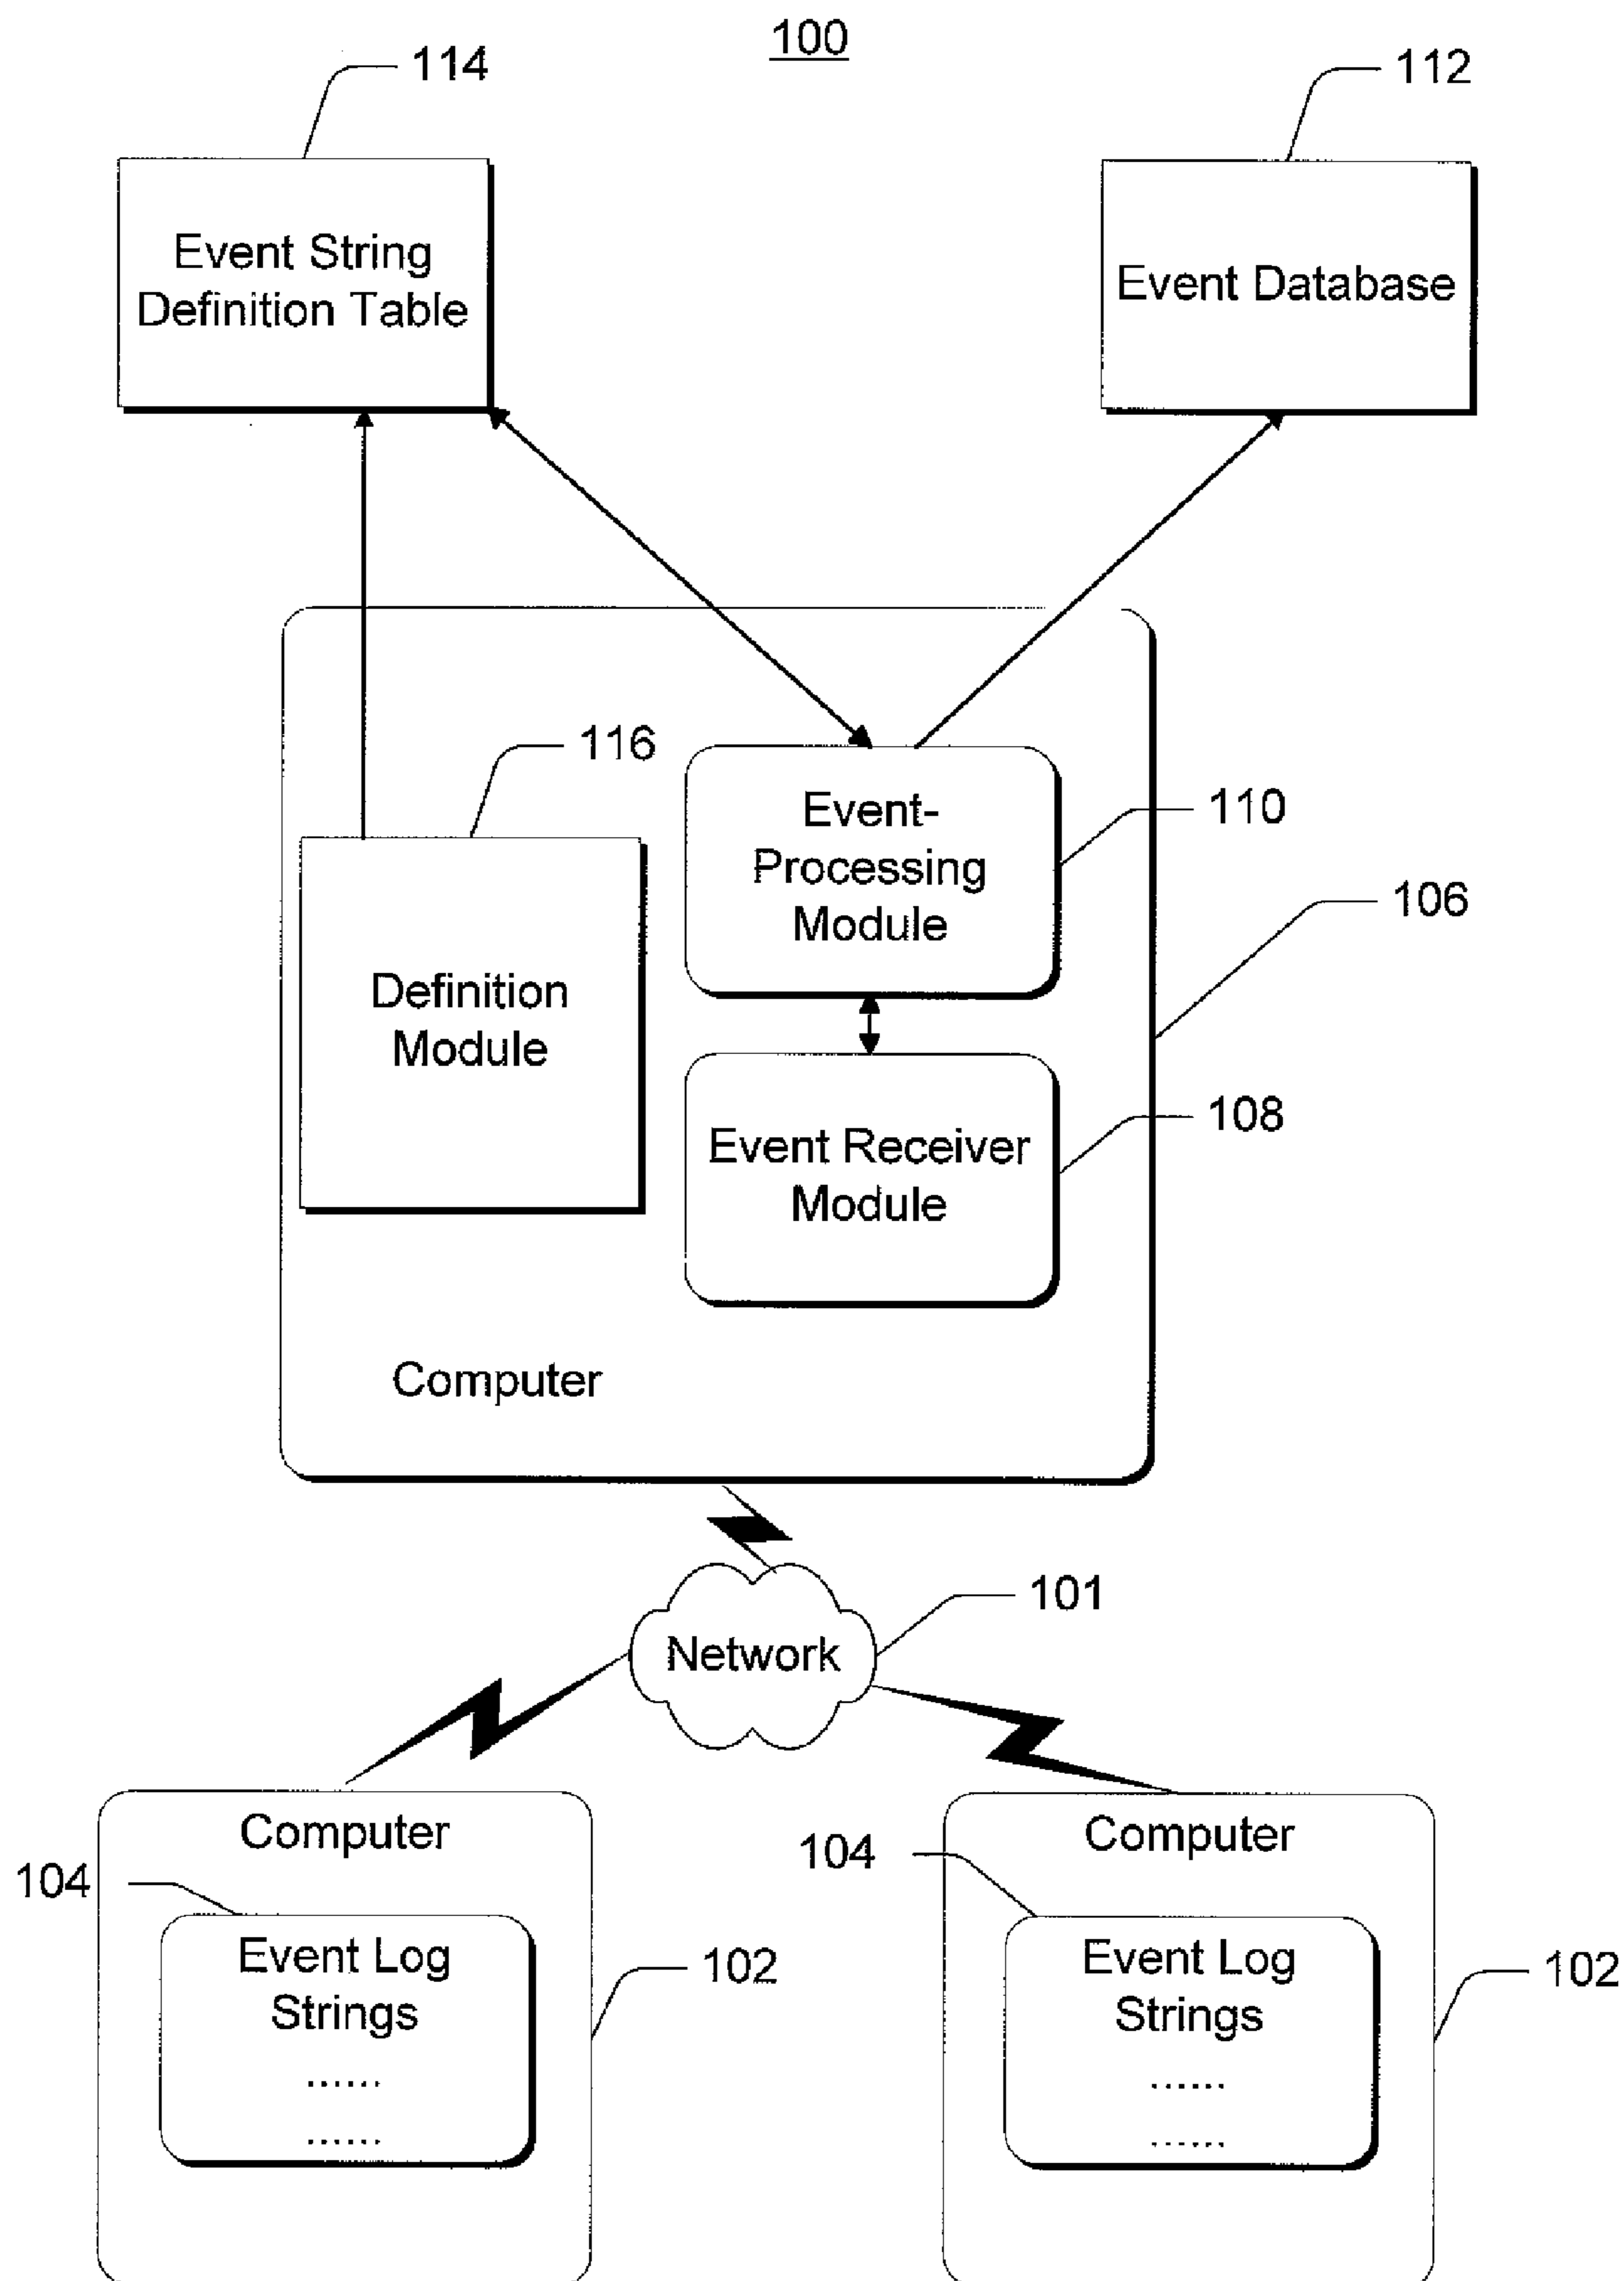 100
114
112
Event String
Definition Table
Event Database
116
Event-
Processing
Module
110
106
Definition
Module
108
Event Receiver
Module
Computer
101
Network
Computer
104
Event Log
Strings
......
......
102
Computer
104
Event Log
Strings
......
......
102